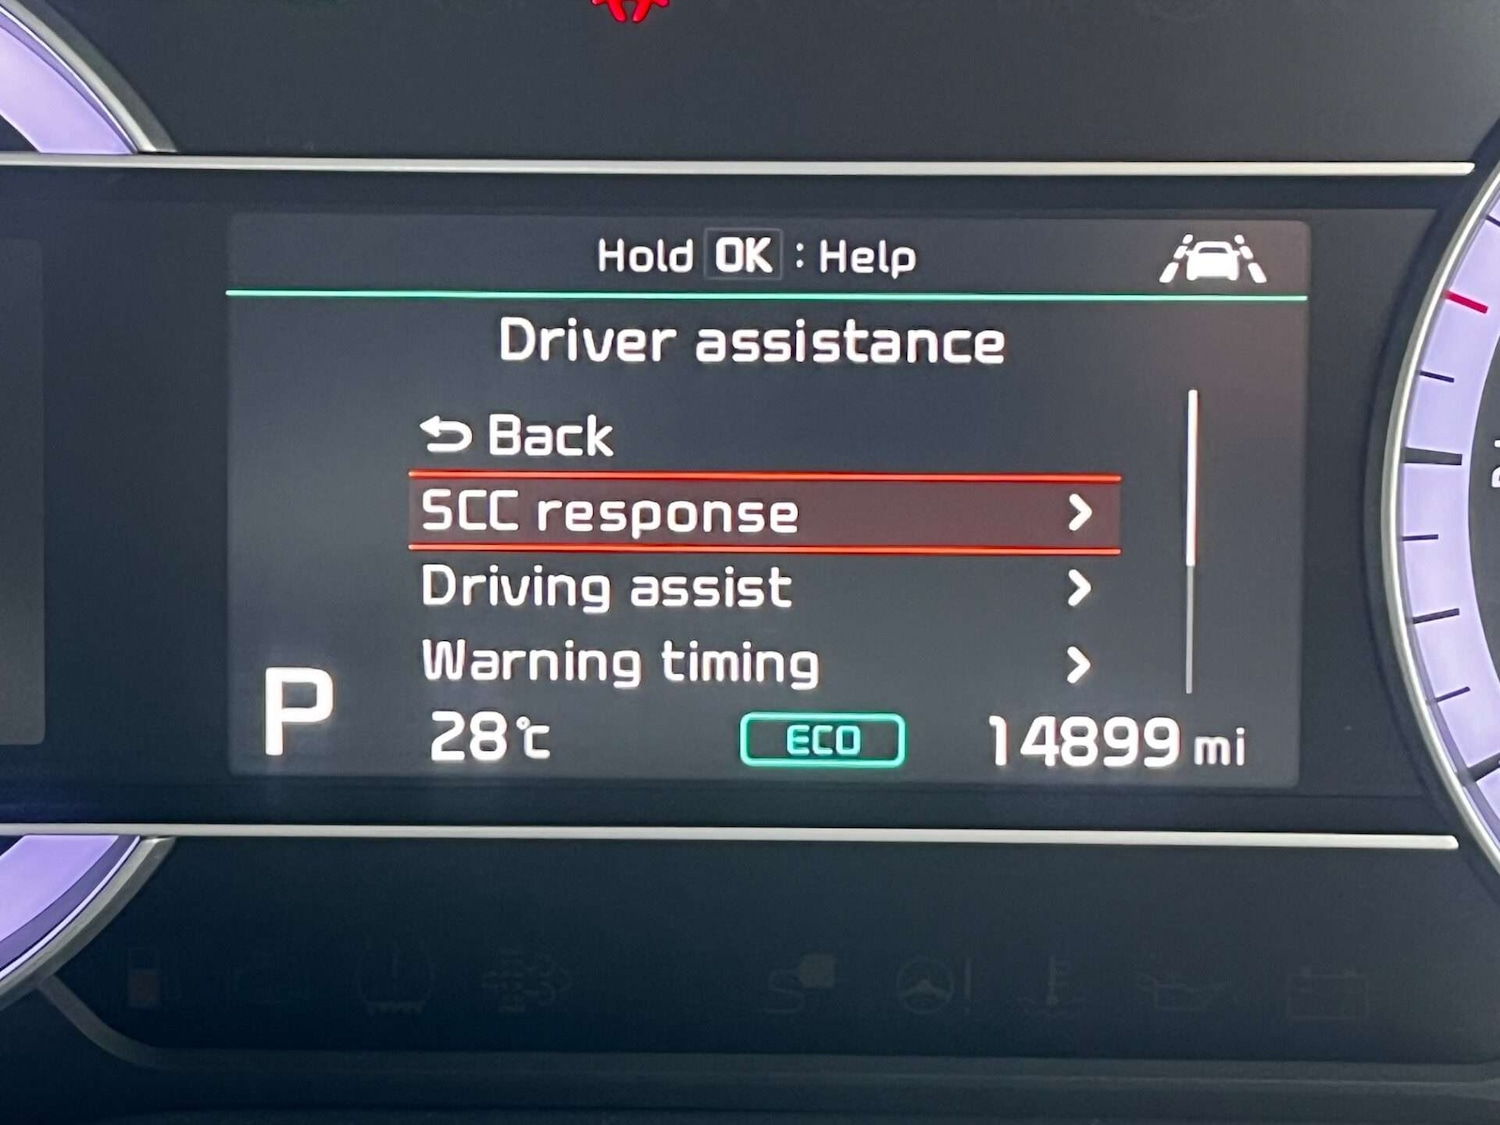 Hold OK : Help
Driver assistance
Back
SCC response
Driving assist
Warning timing
P 28°C ECO 14899 mi